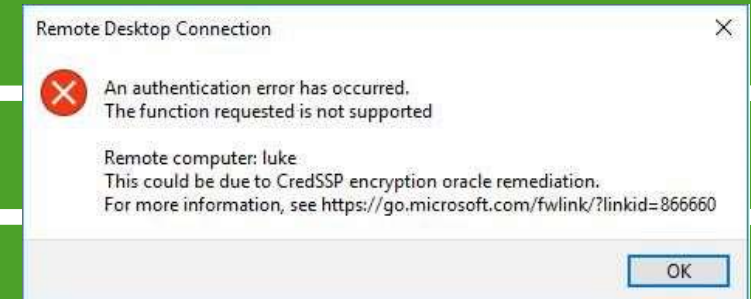 Remote Desktop Connection
An authentication error has occurred.
The function requested is not supported
Remote computer: luke
This could be due to CredSSP encryption oracle remediation.
For more information, see https://go.microsoft.com/fwlink/?linkid=866660
OK